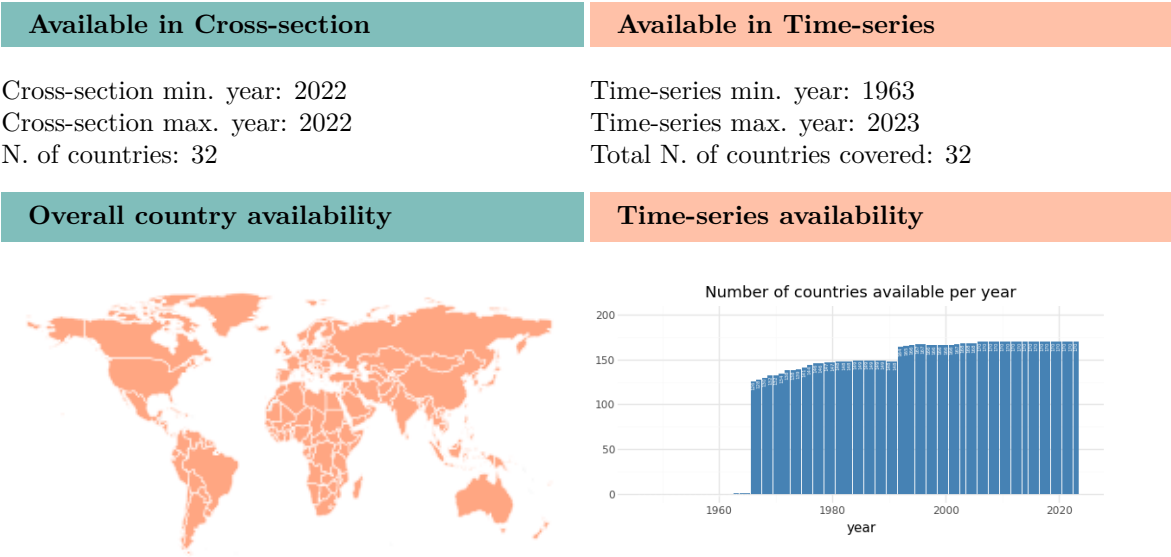 Available in Cross-section
Available in Time-series
Cross-section min. year: 2022
Cross-section max. year: 2022
N. of countries: 32
Time-series min. year: 1963
Time-series max. year: 2023
Total N. of countries covered: 32
Overall country availability
Time-series availability
Number of countries available per year
200
150
100
50
0
1960 1980 2000 2020
year